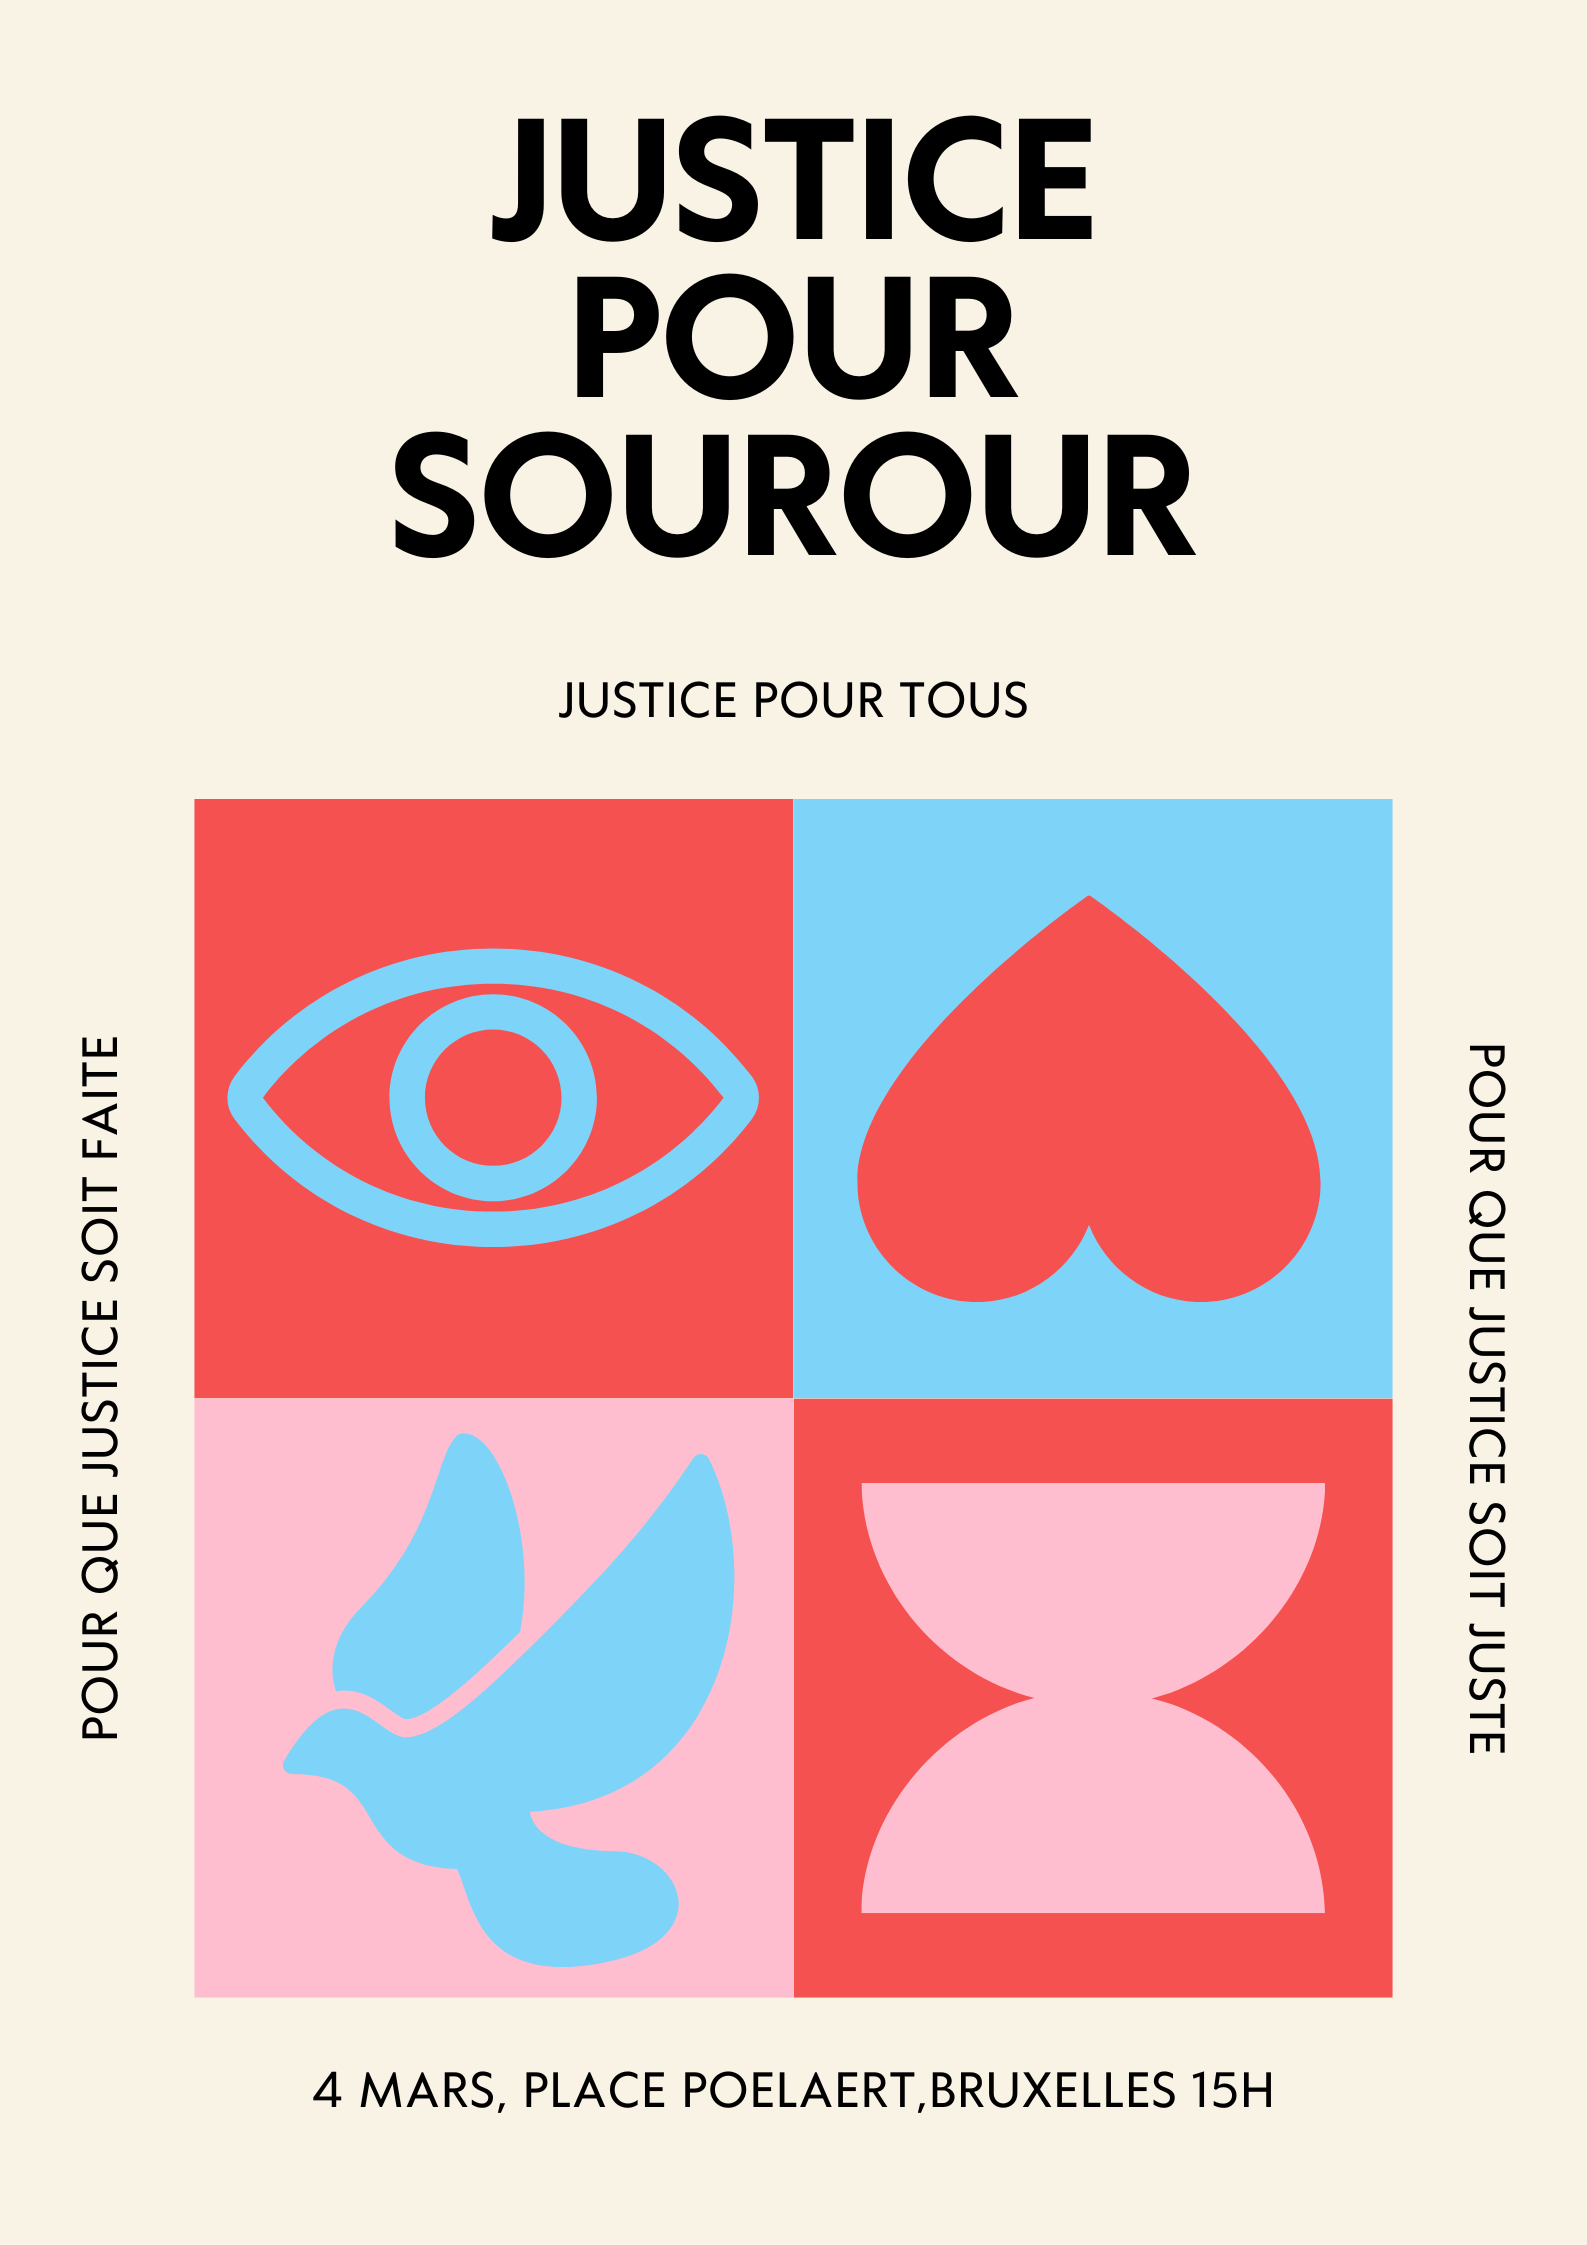 JUSTICE
POUR
SOUROUR
JUSTICE POUR TOUS
POUR QUE JUSTICE SOIT FAITE
POUR QUE JUSTICE SOIT JUSTE
4 MARS, PLACE POELAERT,BRUXELLES 15H